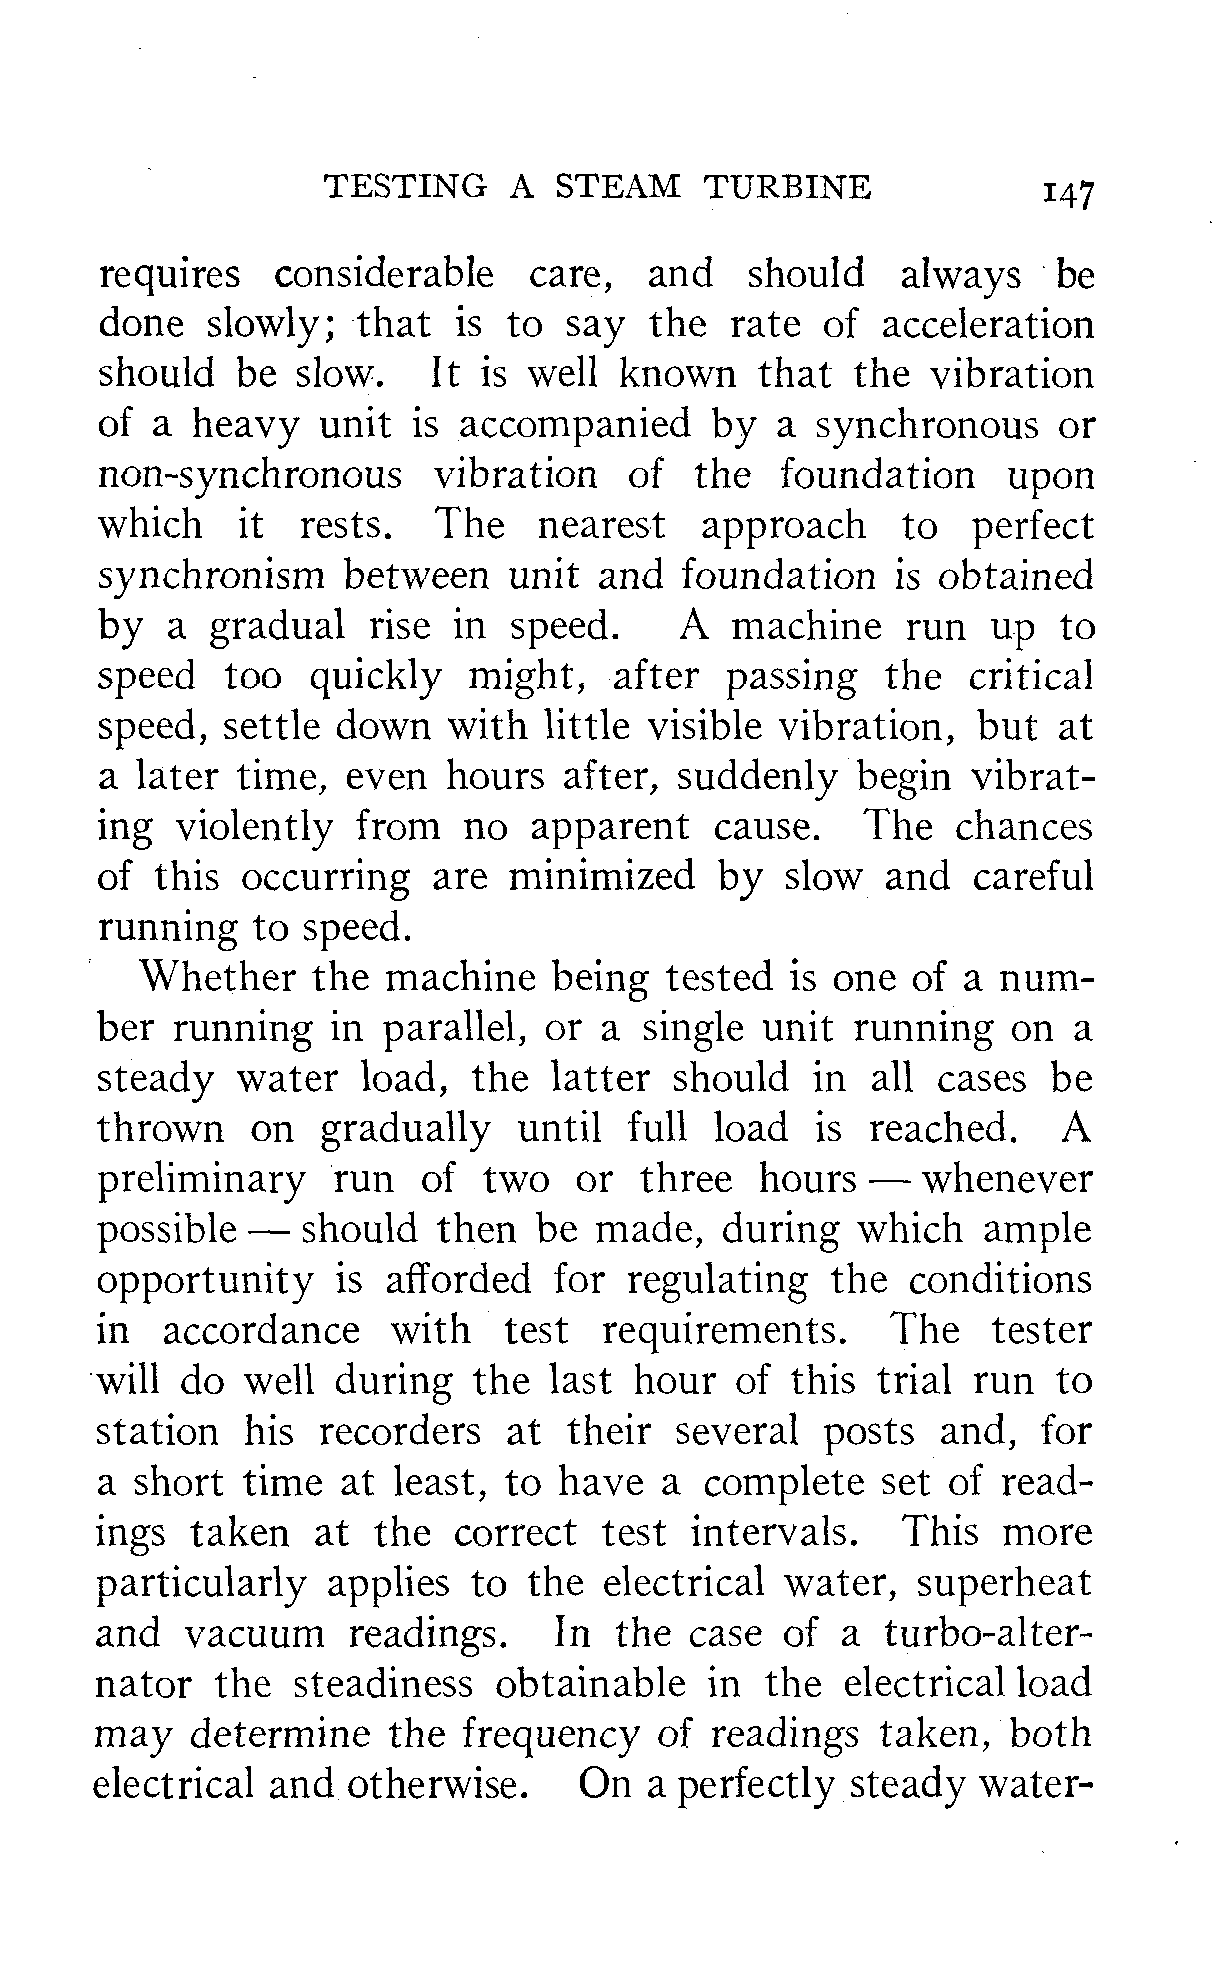 TESTING A STEAM TURBINE 147
requires considerable care, and should always be
done slowly; that is to say the rate of acceleration
should be slow. It is well known that the vibration
of a heavy unit is accompanied by a synchronous or
non-synchronous vibration of the foundation upon
which it rests. The nearest approach to perfect
synchronism between unit and foundation is obtained
by a gradual rise in speed. A machine run up to
speed too quickly might, after passing the critical
speed, settle down with little visible vibration, but at
a later time, even hours after, suddenly begin vibrat-
ing violently from no apparent cause. The chances
of this occurring are minimized by slow and careful
running to speed.
Whether the machine being tested is one of a num-
ber running in parallel, or a single unit running on a
steady water load, the latter should in all cases be
thrown on gradually until full load is reached. A
preliminary run of two or three hours — whenever
possible — should then be made, during which ample
opportunity is afforded for regulating the conditions
in accordance with test requirements. The tester
will do well during the last hour of this trial run to
station his recorders at their several posts and, for
a short time at least, to have a complete set of read-
ings taken at the correct test intervals. This more
particularly applies to the electrical water, superheat
and vacuum readings. In the case of a turbo-alter-
nator the steadiness obtainable in the electrical load
may determine the frequency of readings taken, both
electrical and otherwise. On a perfectly steady water-